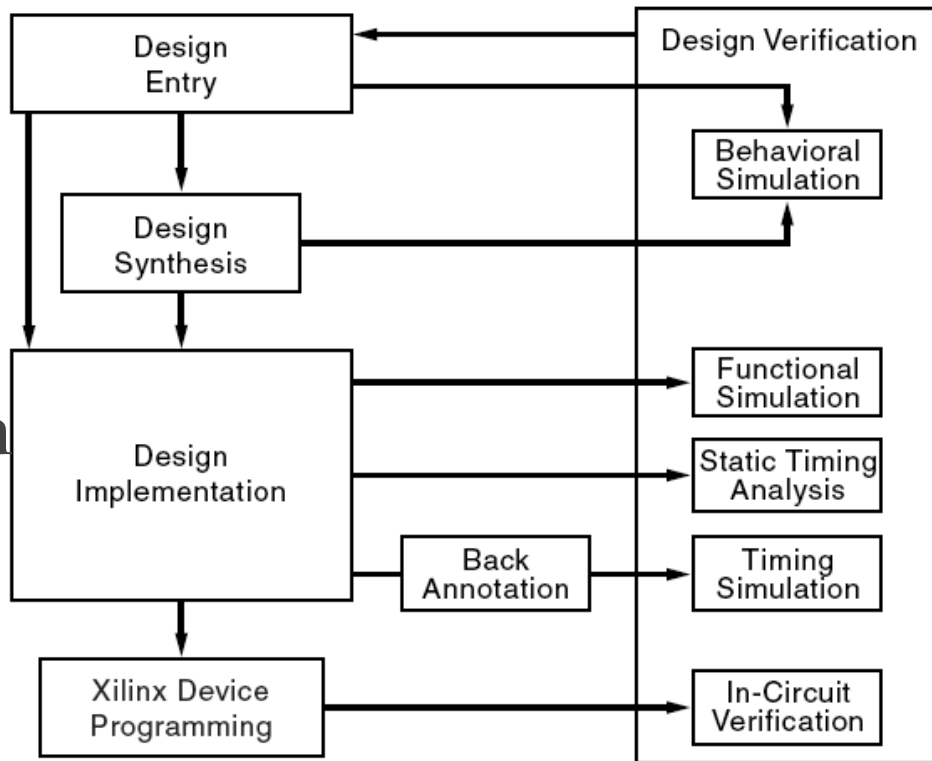 Design
Entry
Design Verification
Behavioral
Simulation
Design
Synthesis
Functional
Simulation
Design
Implementation
Static Timing
Analysis
Back
Annotation
Timing
Simulation
Xilinx Device
Programming
In-Circuit
Verification